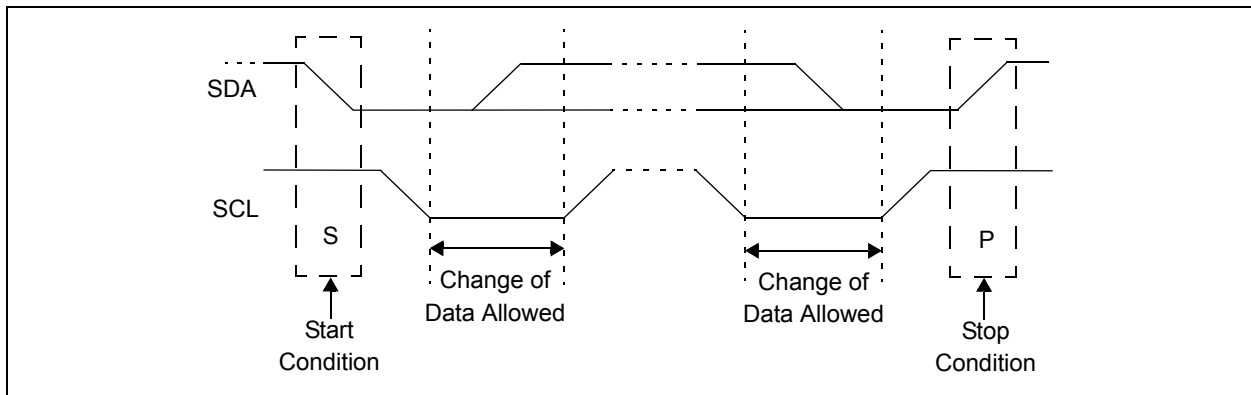 SDA
SCL
S
P
Change of
Data Allowed
Change of
Data Allowed
Start
Condition
Stop
Condition